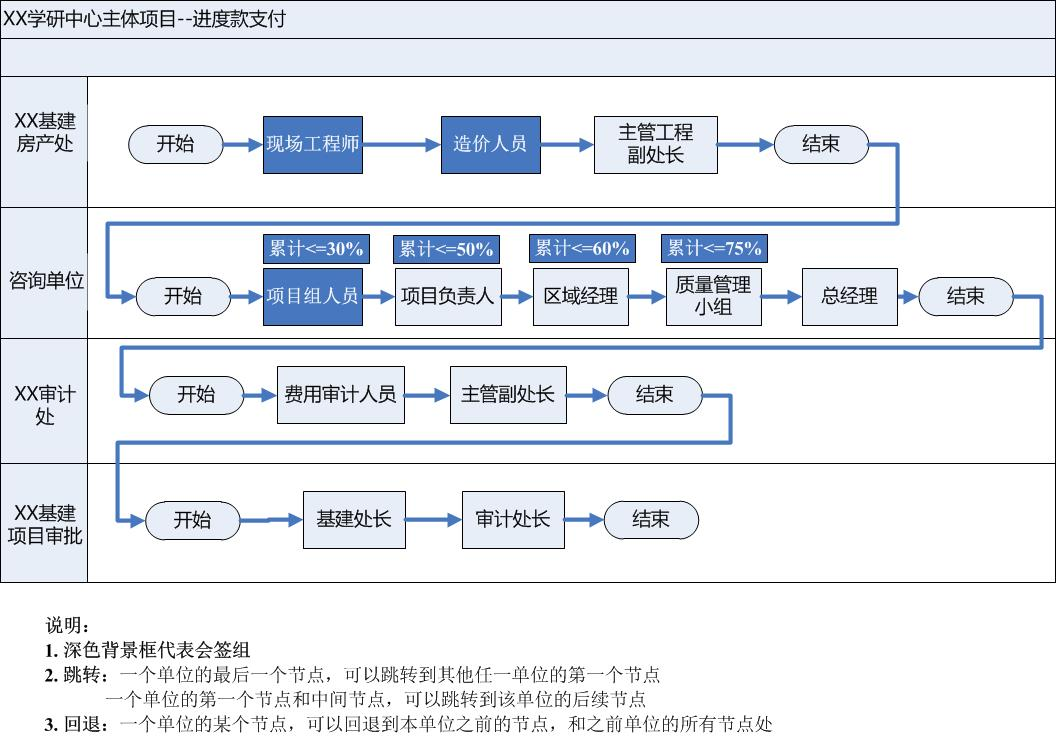 XX学研中心主体项目--进度款支付
XX基建
房产处
开始
现场工程师
造价人员
主管工程
副处长
结束
咨询单位
累计<=30%
累计<=50%
累计<=60%
累计<=75%
开始
项目组人员
项目负责人
区域经理
质量管理
小组
总经理
结束
XX审计
处
开始
费用审计人员
主管副处长
结束
XX基建
项目审批
开始
基建处长
审计处长
结束
说明：
1. 深色背景框代表会签组
2. 跳转：一个单位的最后一个节点，可以跳转到其他任一单位的第一个节点
一个单位的第一个节点和中间节点，可以跳转到该单位的后续节点
3. 回退：一个单位的某个节点，可以回退到本单位之前的节点，和之前单位的所有节点处